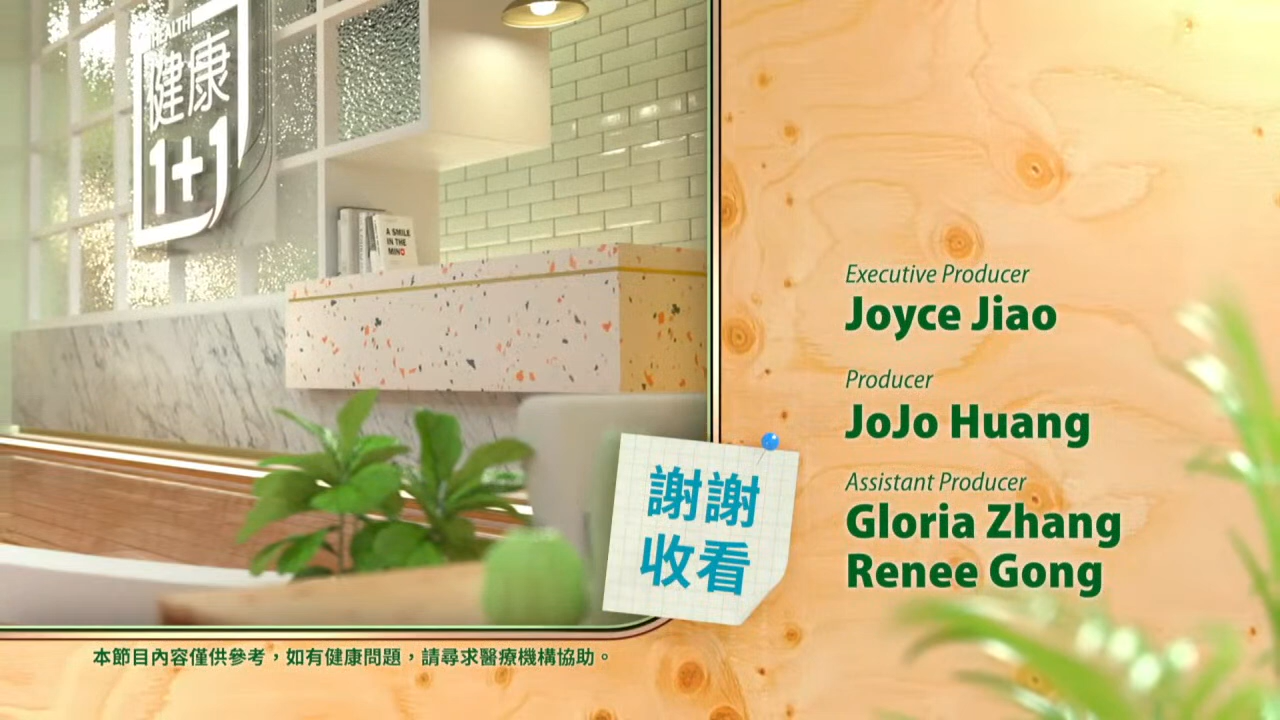 HEALTH
健康
1+1
A SMILE
IN THE
MIND
謝謝
收看
Executive Producer
Joyce Jiao
Producer
JoJo Huang
Assistant Producer
Gloria Zhang
Renee Gong
本節目內容僅供參考，如有健康問題，請尋求醫療機構協助。